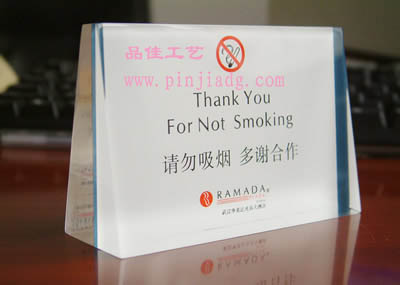 品佳工艺
www.pinjiadg.com
Thank You
For Not Smoking
请勿吸烟 多谢合作
RAMADA